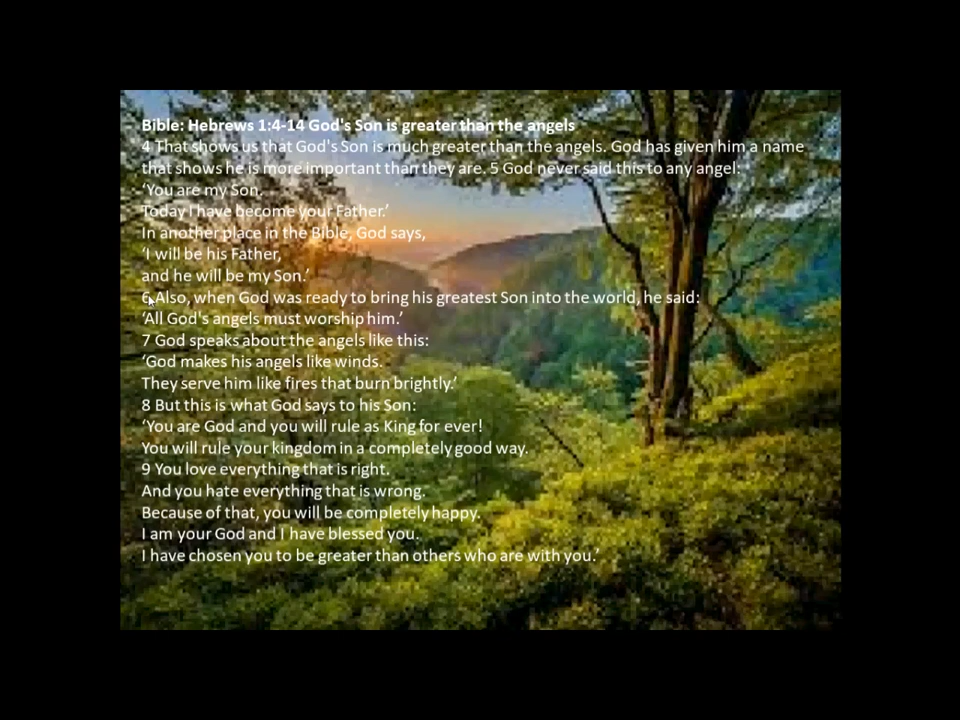 Bible: Hebrews 1:4-14 God's Son is greater than the angels
4 That shows us that God's Son is much greater than the angels. God has given him a name
that shows he is more important than they are. 5 God never said this to any angel:
‘You are my Son.
Today I have become your Father.’
In another place in the Bible, God says,
‘I will be his Father,
and he will be my Son.’
6 Also, when God was ready to bring his greatest Son into the world, he said:
‘All God's angels must worship him.’
7 God speaks about the angels like this:
‘God makes his angels like winds.
They serve him like fires that burn brightly.’
8 But this is what God says to his Son:
‘You are God and you will rule as King for ever!
You will rule your kingdom in a completely good way.
9 You love everything that is right.
And you hate everything that is wrong.
Because of that, you will be completely happy.
I am your God and I have blessed you.
I have chosen you to be greater than others who are with you.’